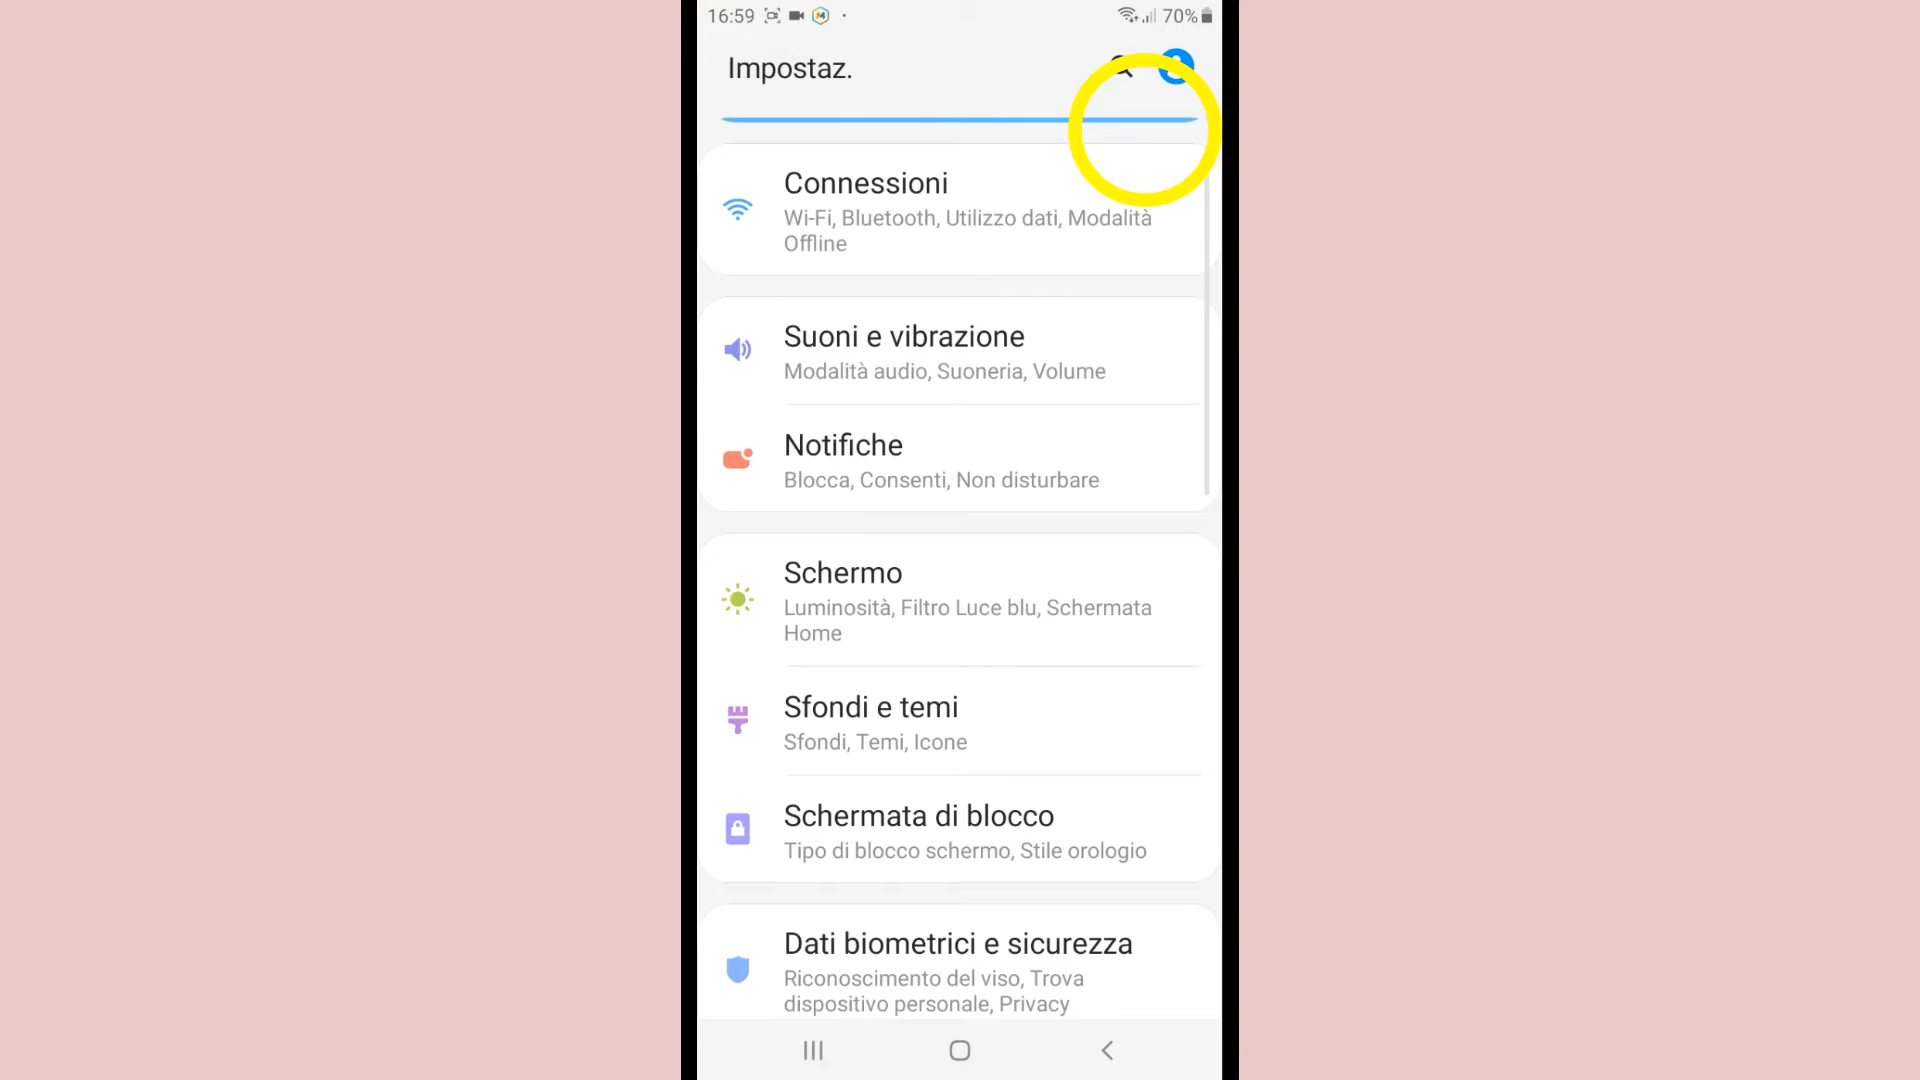 16:59
70%
Impostaz.
Connessioni
Wi-Fi, Bluetooth, Utilizzo dati, Modalità
Offline
Suoni e vibrazione
Modalità audio, Suoneria, Volume
Notifiche
Blocca, Consenti, Non disturbare
Schermo
Luminosità, Filtro Luce blu, Schermata
Home
Sfondi e temi
Sfondi, Temi, Icone
Schermata di blocco
Tipo di blocco schermo, Stile orologio
Dati biometrici e sicurezza
Riconoscimento del viso, Trova
dispositivo personale, Privacy